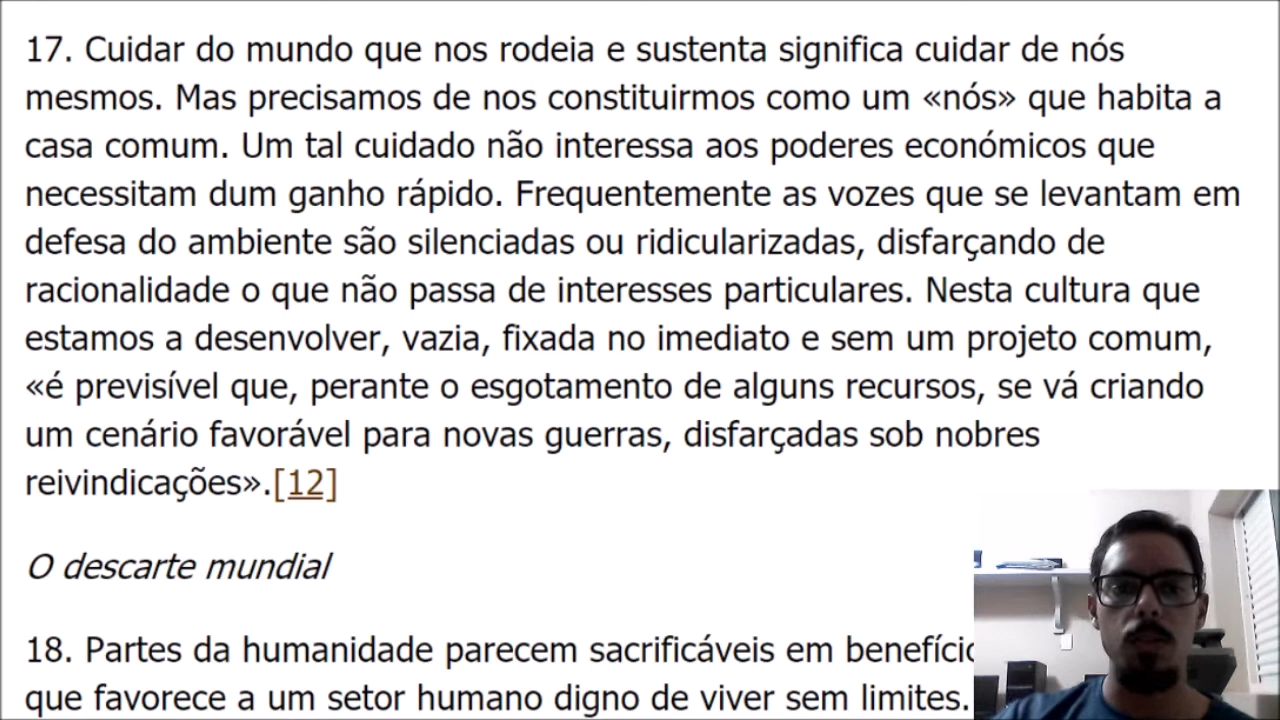 17. Cuidar do mundo que nos rodeia e sustenta significa cuidar de nós
mesmos. Mas precisamos de nos constituirmos como um «nós» que habita a
casa comum. Um tal cuidado não interessa aos poderes económicos que
necessitam dum ganho rápido. Frequentemente as vozes que se levantam em
defesa do ambiente são silenciadas ou ridicularizadas, disfarçando de
racionalidade o que não passa de interesses particulares. Nesta cultura que
estamos a desenvolver, vazia, fixada no imediato e sem um projeto comum,
«é previsível que, perante o esgotamento de alguns recursos, se vá criando
um cenário favorável para novas guerras, disfarçadas sob nobres
reivindicações».[12]
O descarte mundial
18. Partes da humanidade parecem sacrificáveis em
que favorece a um setor humano digno de viver sem limites.